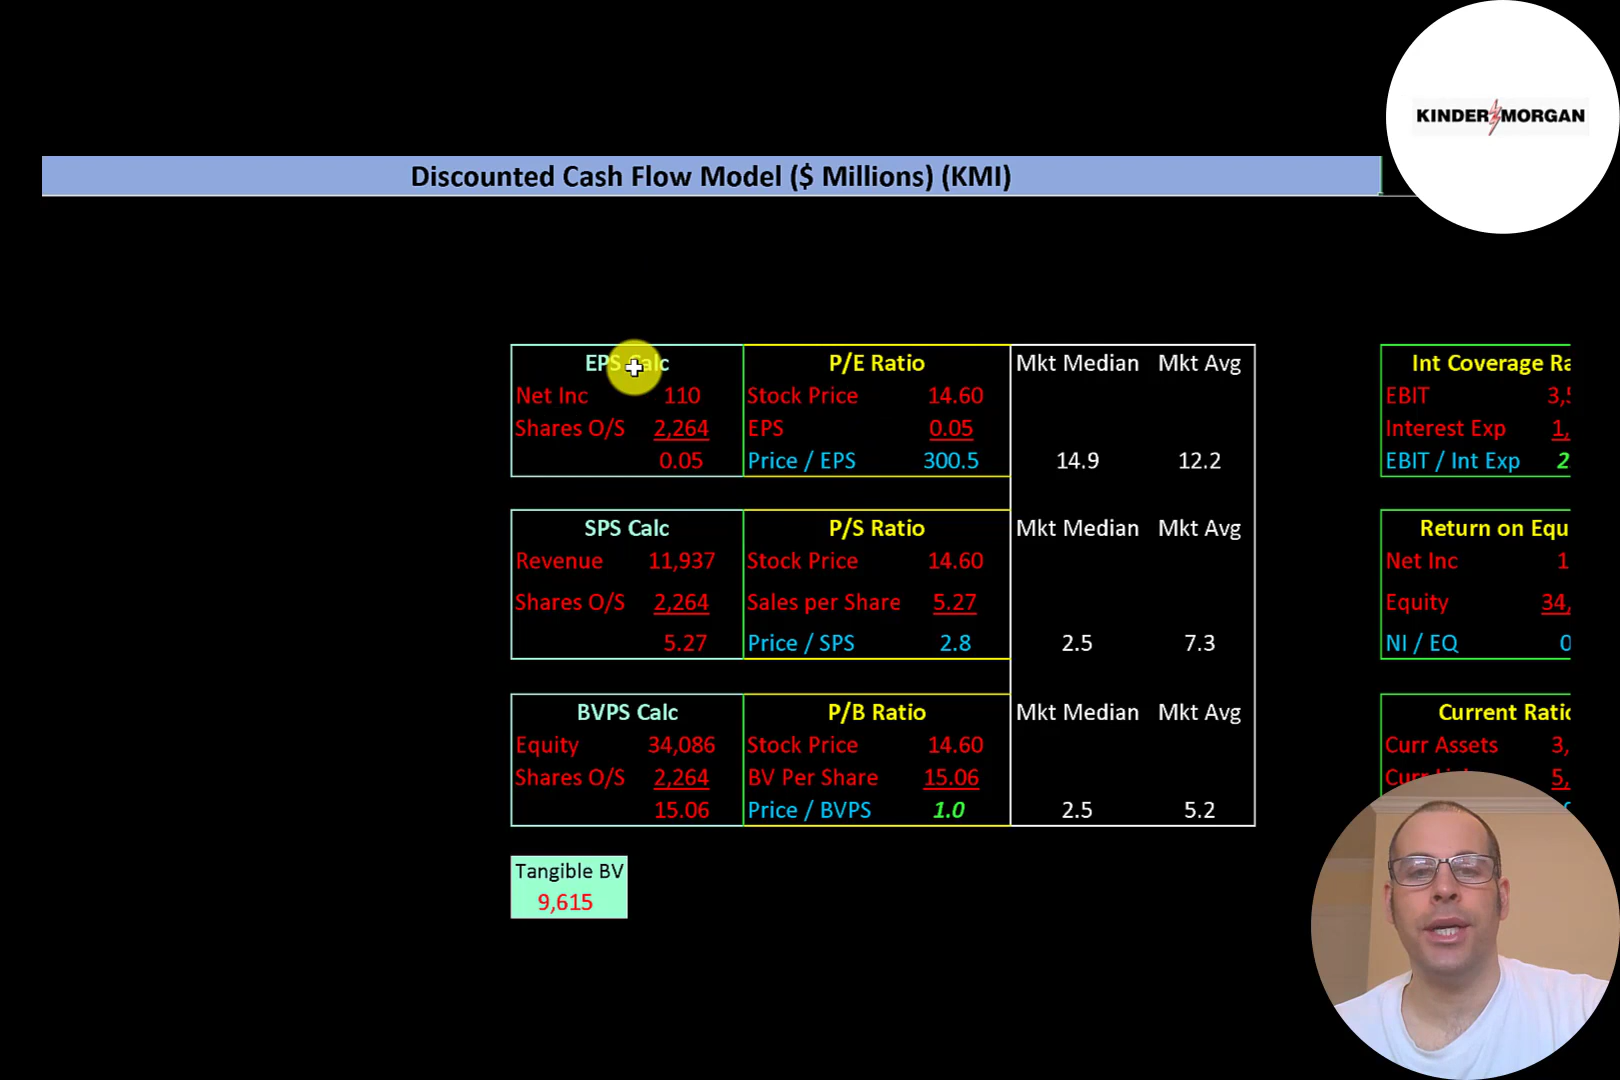 KINDER MORGAN
Discounted Cash Flow Model ($ Millions) (KMI)
EPS Calc
Net Inc 110
Shares O/S 2,264
0.05
P/E Ratio
Stock Price 14.60
EPS 0.05
Price / EPS 300.5
Mkt Median Mkt Avg
14.9 12.2
Int Coverage
EBIT
Interest Exp
EBIT / Int Exp
SPS Calc
Revenue 11,937
Shares O/S 2,264
5.27
P/S Ratio
Stock Price 14.60
Sales per Share 5.27
Price / SPS 2.8
Mkt Median Mkt Avg
2.5 7.3
Return on
Net Inc
Equity
NI / EQ
BVPS Calc
Equity 34,086
Shares O/S 2,264
15.06
P/B Ratio
Stock Price 14.60
BV Per Share 15.06
Price / BVPS 1.0
Mkt Median Mkt Avg
2.5 5.2
Current
Curr Assets
Tangible BV
9,615